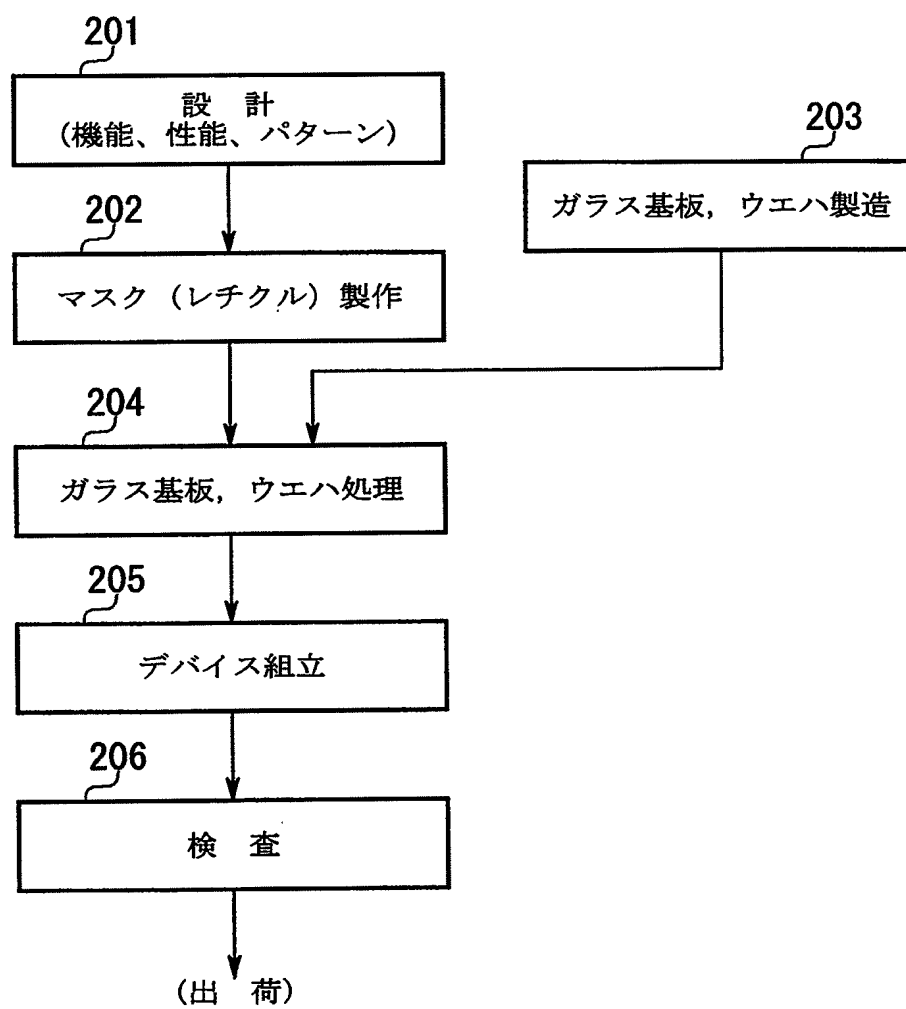 201
設　計
(機能、性能、パターン)
202
マスク（レチクル）製作
203
ガラス基板，ウエハ製造
204
ガラス基板，ウエハ処理
205
デバイス組立
206
検　査
(出　荷)